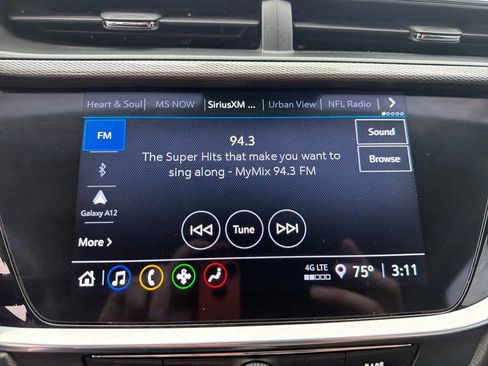 Heart & Soul MS NOW SiriusXM ... Urban View NFL Radio
FM
94.3
The Super Hits that make you want to
sing along - MyMix 94.3 FM
Sound
Browse
Galaxy A12
Tune
More
4G LTE
75°
3:11